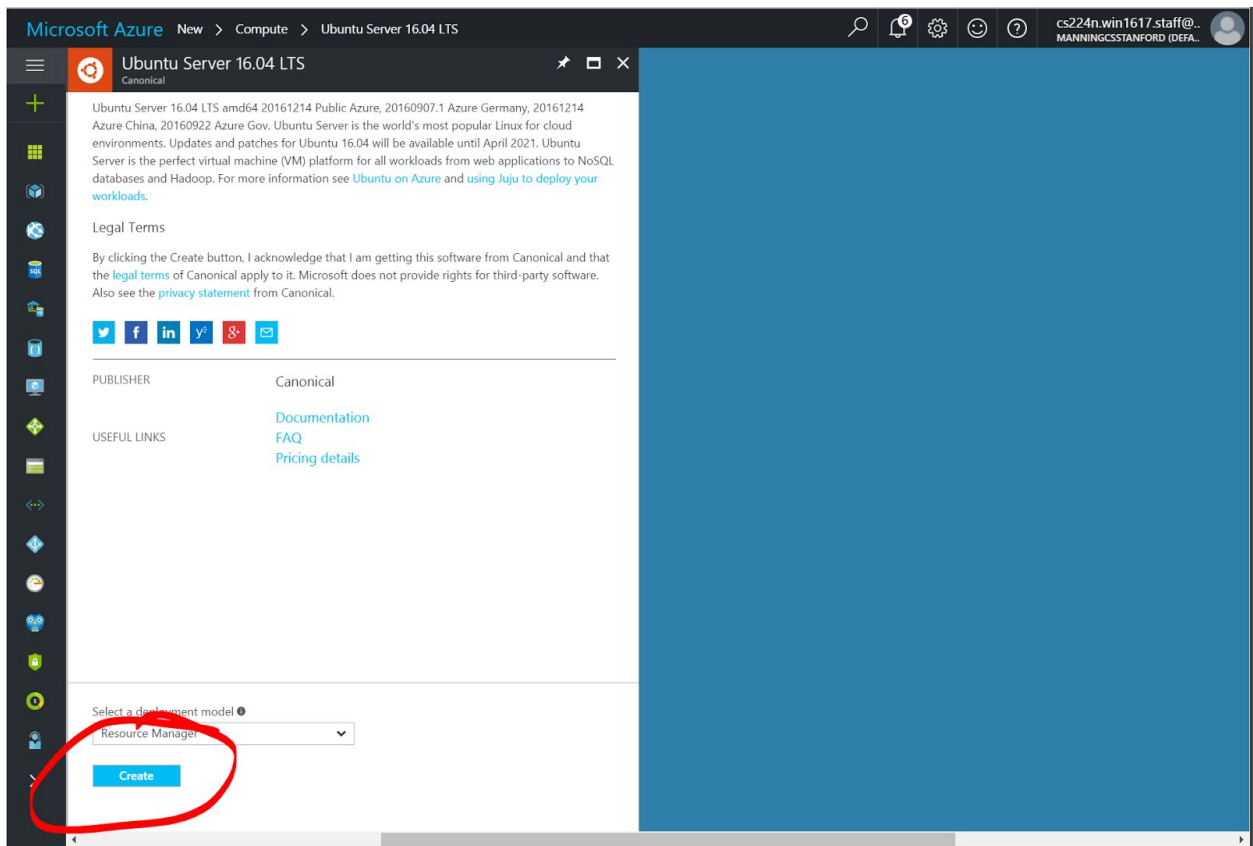 Microsoft Azure New > Compute > Ubuntu Server 16.04 LTS
6
cs224n.win1617.staff@..
MANNINGCSSTANFORD (DEFA..
Ubuntu Server 16.04 LTS
Canonical
Ubuntu Server 16.04 LTS amd64 20161214 Public Azure, 20160907.1 Azure Germany, 20161214
Azure China, 20160922 Azure Gov. Ubuntu Server is the world's most popular Linux for cloud
environments. Updates and patches for Ubuntu 16.04 will be available until April 2021. Ubuntu
Server is the perfect virtual machine (VM) platform for all workloads from web applications to NoSQL
databases and Hadoop. For more information see Ubuntu on Azure and using Juju to deploy your
workloads.
Legal Terms
By clicking the Create button, I acknowledge that I am getting this software from Canonical and that
the legal terms of Canonical apply to it. Microsoft does not provide rights for third-party software.
Also see the privacy statement from Canonical.
PUBLISHER Canonical
Documentation
USEFUL LINKS FAQ
Pricing details
Select a deployment model
Resource Manager
Create